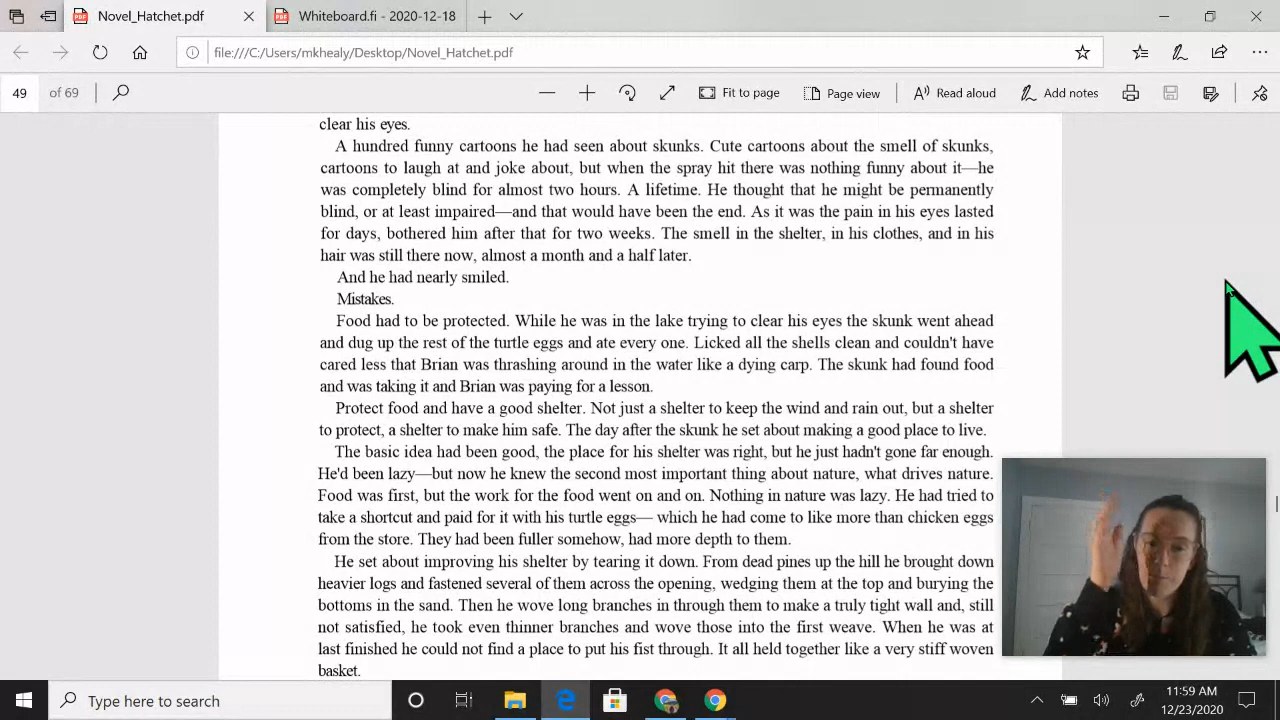 Novel_Hatchet.pdf
Whiteboard.fi - 2020-12-18
file:///C:/Users/mkhealy/Desktop/Novel_Hatchet.pdf
49 of 69
Fit to page
Page view
Read aloud
Add notes
clear his eyes.
A hundred funny cartoons he had seen about skunks. Cute cartoons about the smell of skunks,
cartoons to laugh at and joke about, but when the spray hit there was nothing funny about it—he
was completely blind for almost two hours. A lifetime. He thought that he might be permanently
blind, or at least impaired—and that would have been the end. As it was the pain in his eyes lasted
for days, bothered him after that for two weeks. The smell in the shelter, in his clothes, and in his
hair was still there now, almost a month and a half later.
And he had nearly smiled.
Mistakes.
Food had to be protected. While he was in the lake trying to clear his eyes the skunk went ahead
and dug up the rest of the turtle eggs and ate every one. Licked all the shells clean and couldn't have
cared less that Brian was thrashing around in the water like a dying carp. The skunk had found food
and was taking it and Brian was paying for a lesson.
Protect food and have a good shelter. Not just a shelter to keep the wind and rain out, but a shelter
to protect, a shelter to make him safe. The day after the skunk he set about making a good place to live.
The basic idea had been good, the place for his shelter was right, but he just hadn't gone far enough.
He'd been lazy—but now he knew the second most important thing about nature, what drives nature.
Food was first, but the work for the food went on and on. Nothing in nature was lazy. He had tried to
take a shortcut and paid for it with his turtle eggs— which he had come to like more than chicken eggs
from the store. They had been fuller somehow, had more depth to them.
He set about improving his shelter by tearing it down. From dead pines up the hill he brought down
heavier logs and fastened several of them across the opening, wedging them at the top and burying the
bottoms in the sand. Then he wove long branches in through them to make a truly tight wall and, still
not satisfied, he took even thinner branches and wove those into the first weave. When he was at
last finished he could not find a place to put his fist through. It all held together like a very stiff woven
basket.
Type here to search
11:59 AM
12/23/2020